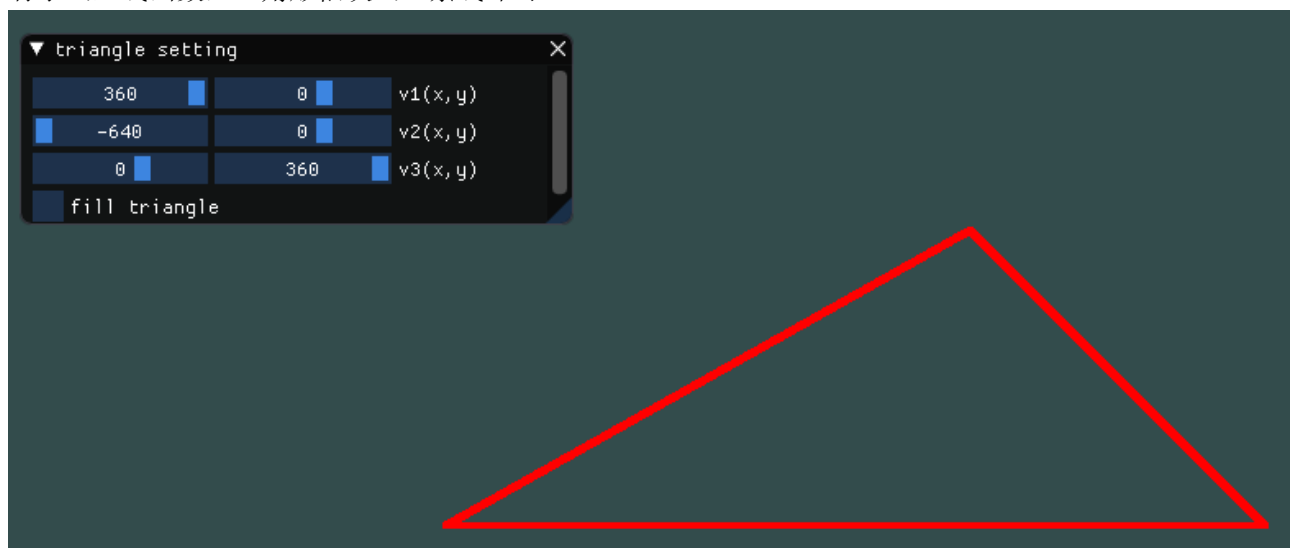 triangle setting
360 0 v1(x,y)
-640 0 v2(x,y)
0 360 v3(x,y)
fill triangle